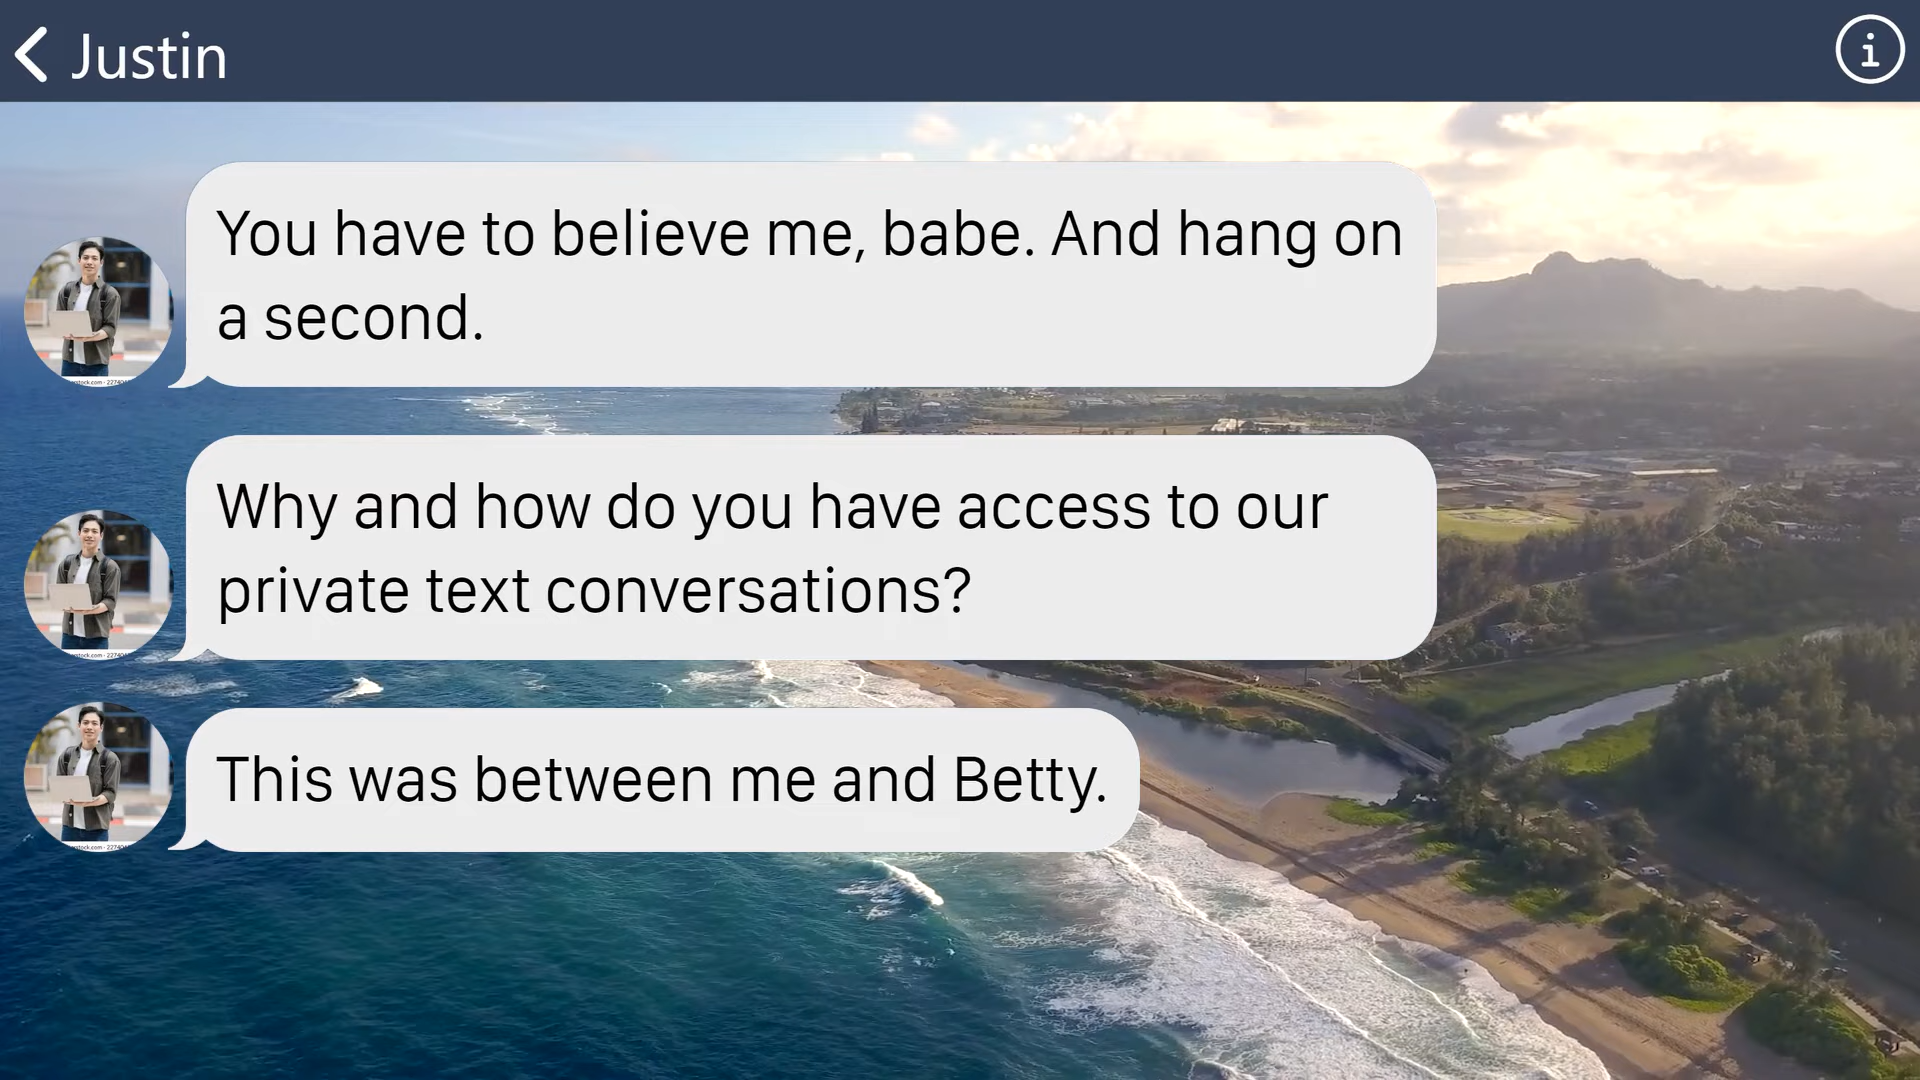 Justin
You have to believe me, babe. And hang on
a second.
Why and how do you have access to our
private text conversations?
This was between me and Betty.